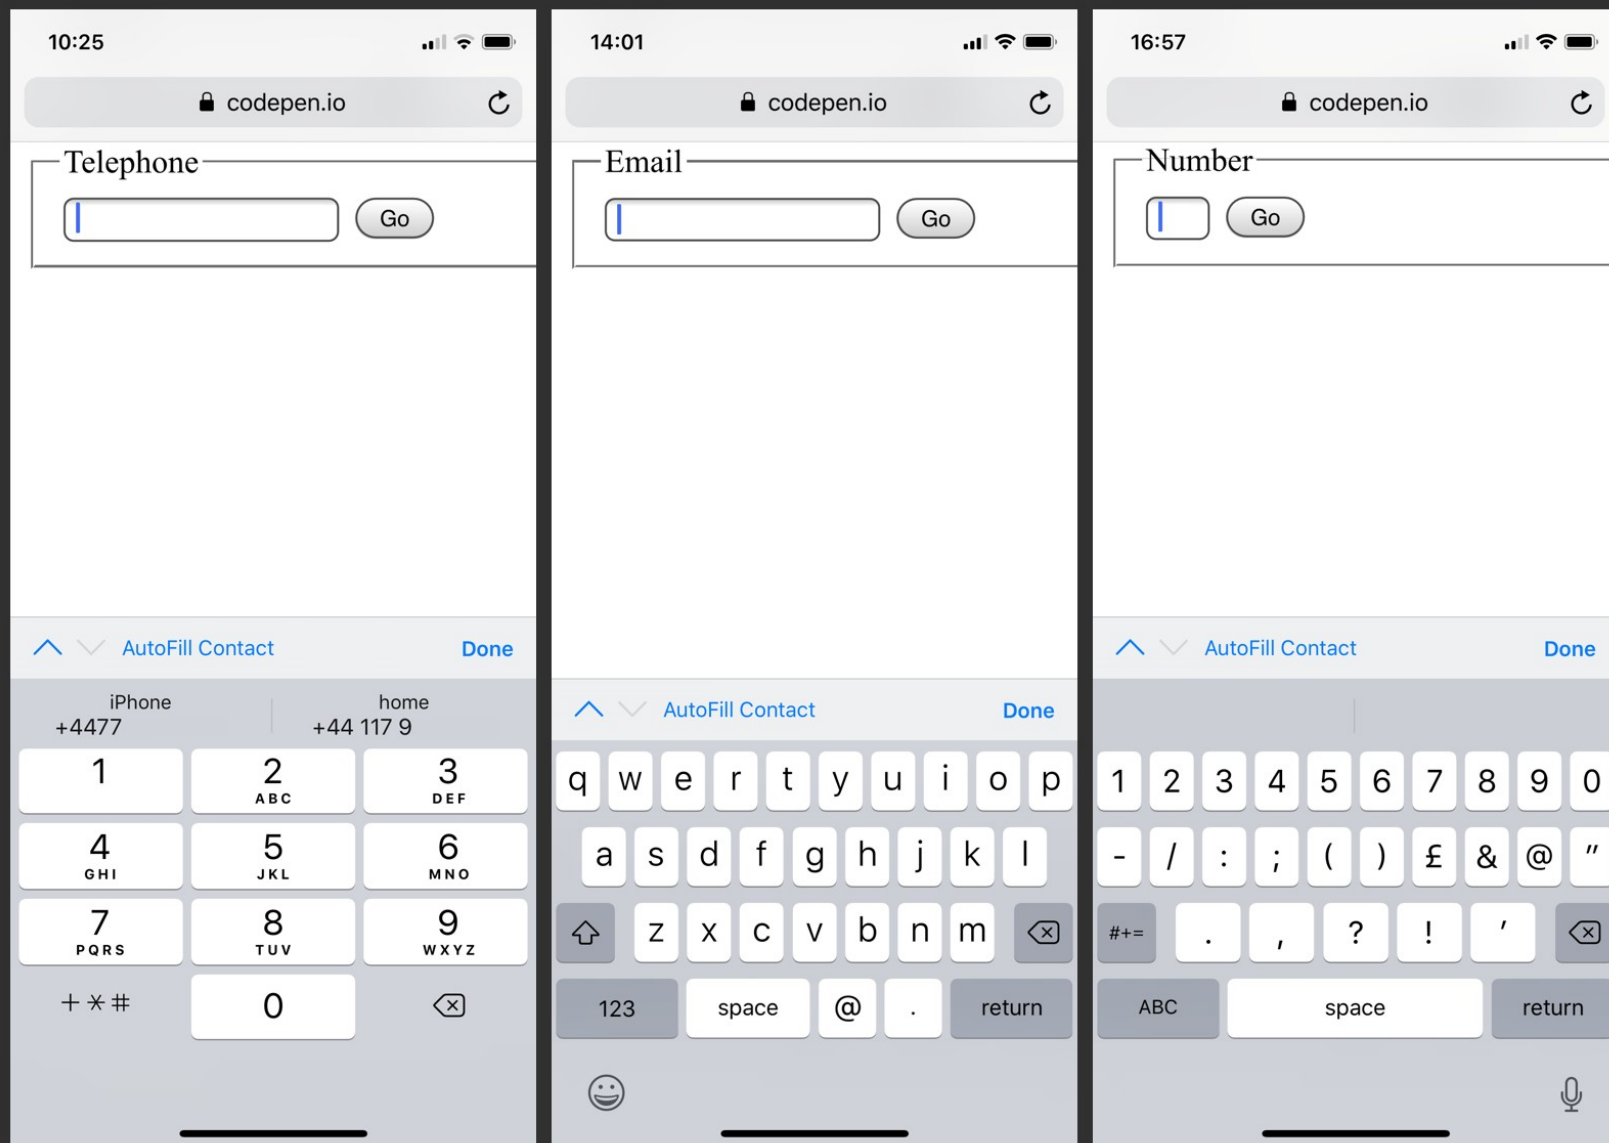 10:25
codepen.io
Telephone
Go
AutoFill Contact Done
iPhone home
+4477 +44 117 9
1 2 3
ABC DEF
4 5 6
GHI JKL MNO
7 8 9
PQRS TUV WXYZ
+*# 0
14:01
codepen.io
Email
Go
AutoFill Contact Done
q w e r t y u i o p
a s d f g h j k l
z x c v b n m
123 space @ . return
16:57
codepen.io
Number
Go
AutoFill Contact Done
1 2 3 4 5 6 7 8 9 0
- / : ; ( ) £ & @ "
#+= . , ? ! '
ABC space return